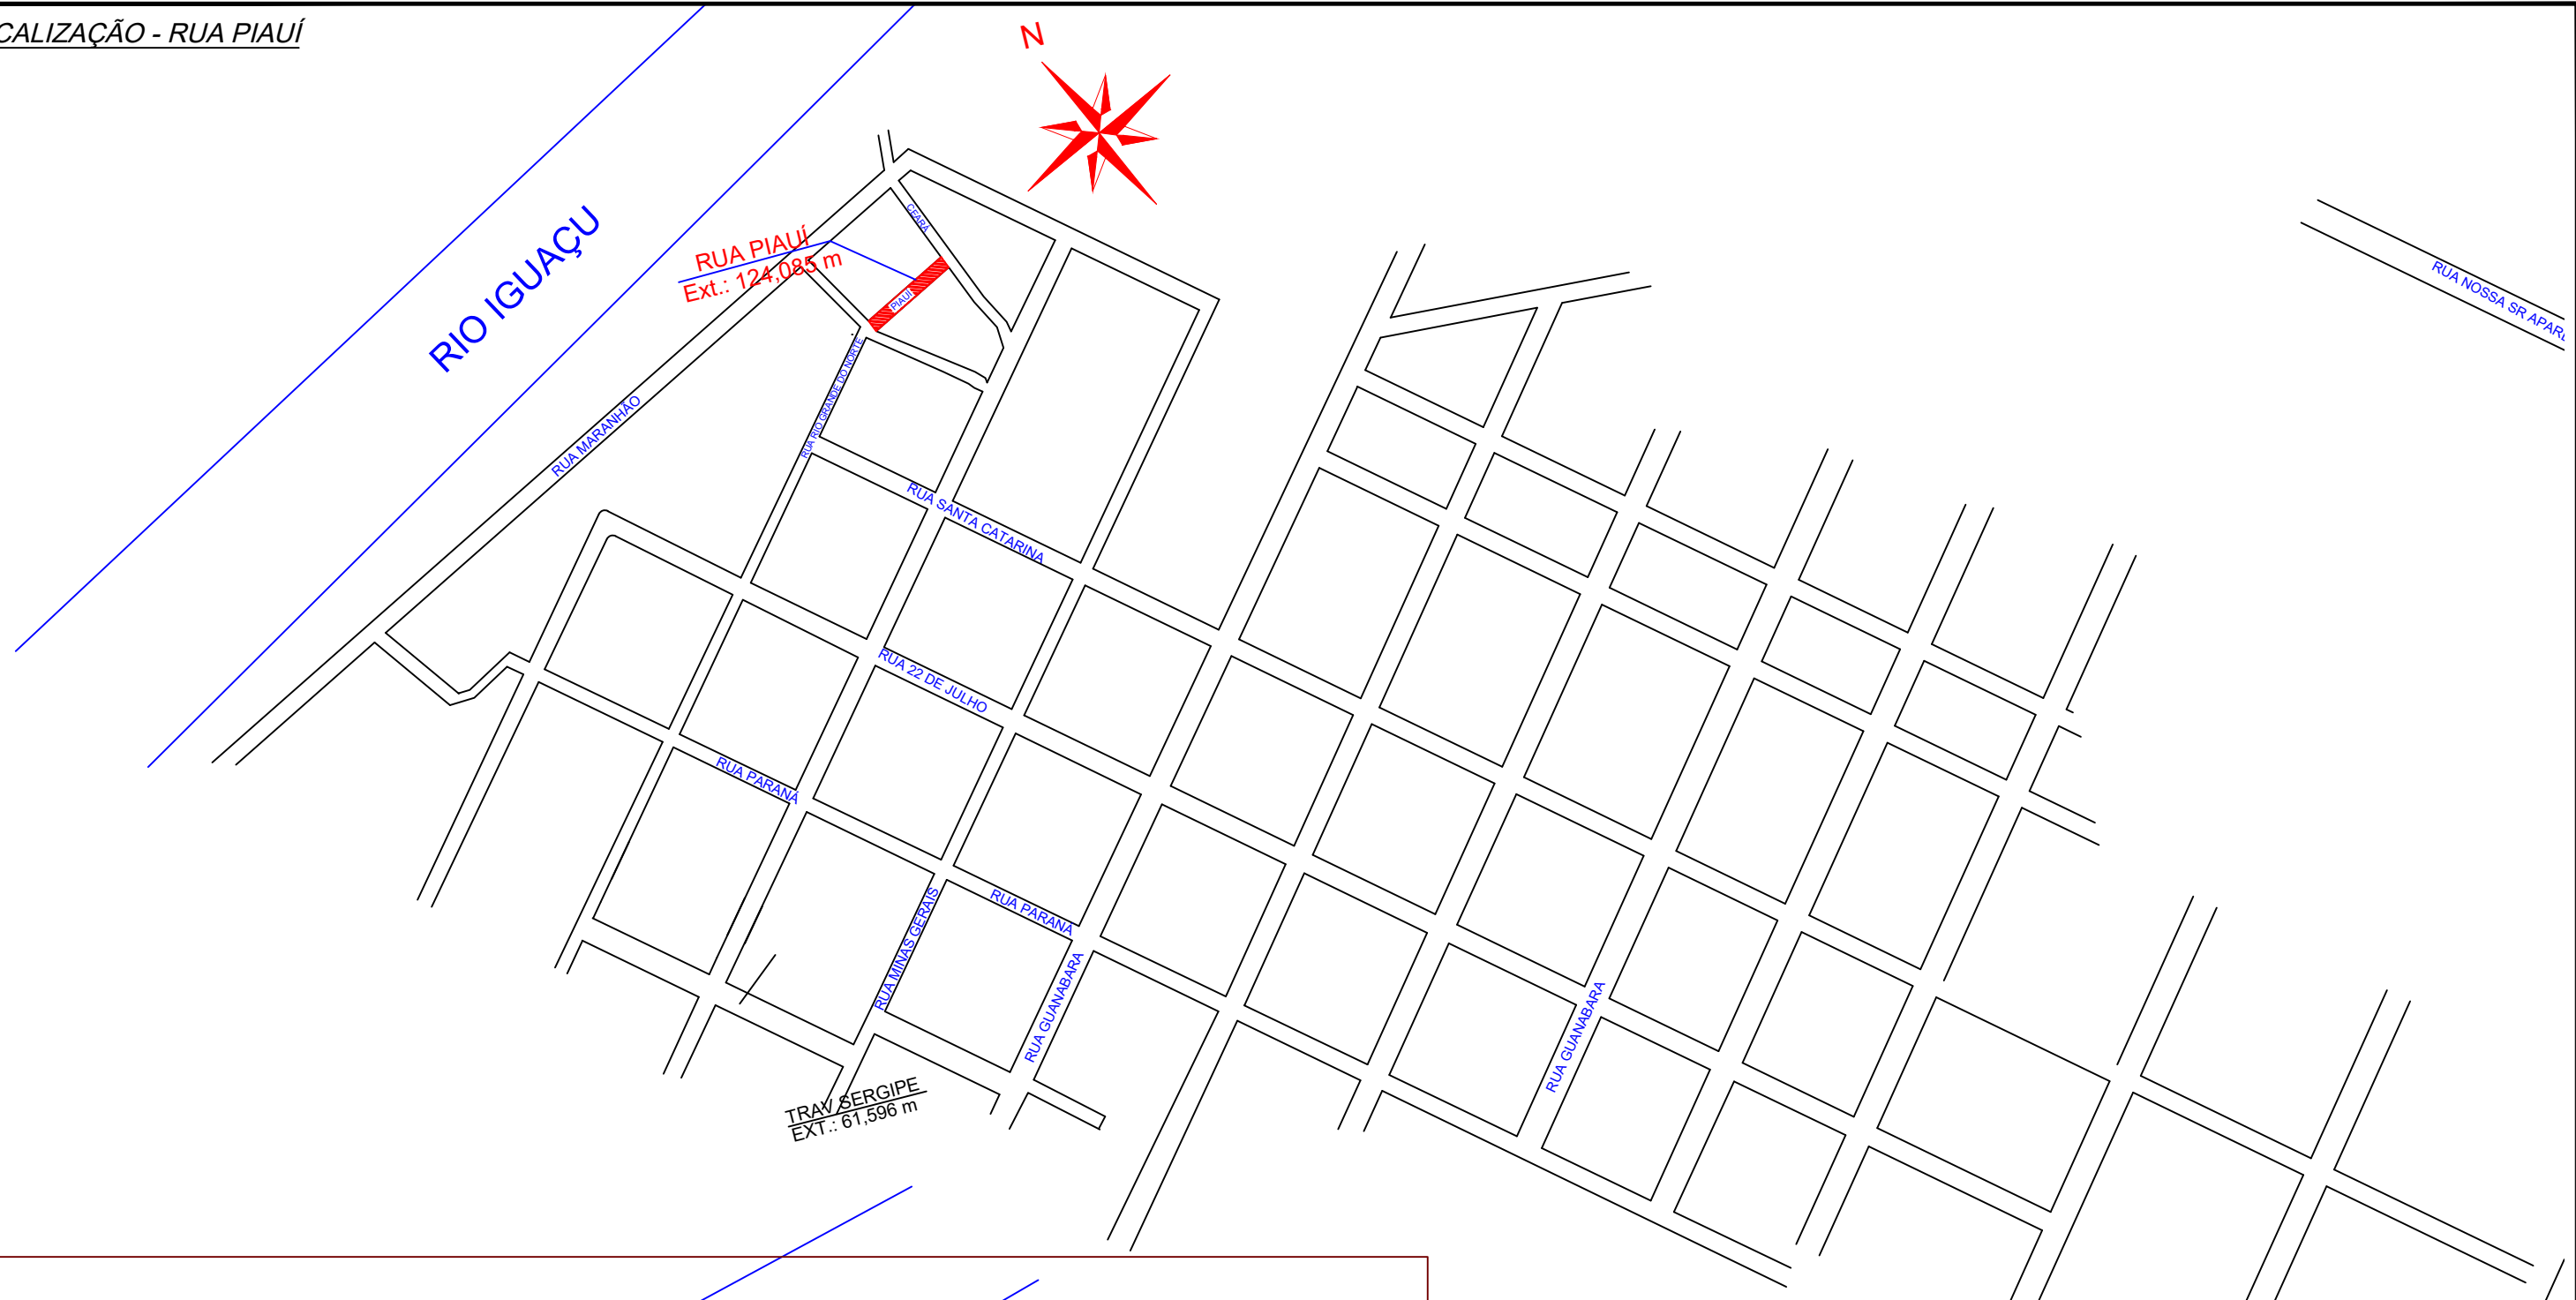 CALIZAÇÃO - RUA PIAUÍ
N
CEARÁ
RUA PIAUÍ
Ext.: 124,085 m
PIAUÍ
RIO IGUAÇU
RUA NOSSA SR APAR
RUA RIO GRANDE DO NORTE
RUA MARANHÃO
RUA SANTA CATARINA
RUA 22 DE JULHO
RUA PARANÁ
RUA MINAS GERAIS
RUA PARANÁ
RUA GUANABARA
RUA GUANABARA
TRAV SERGIPE
EXT.: 61,596 m